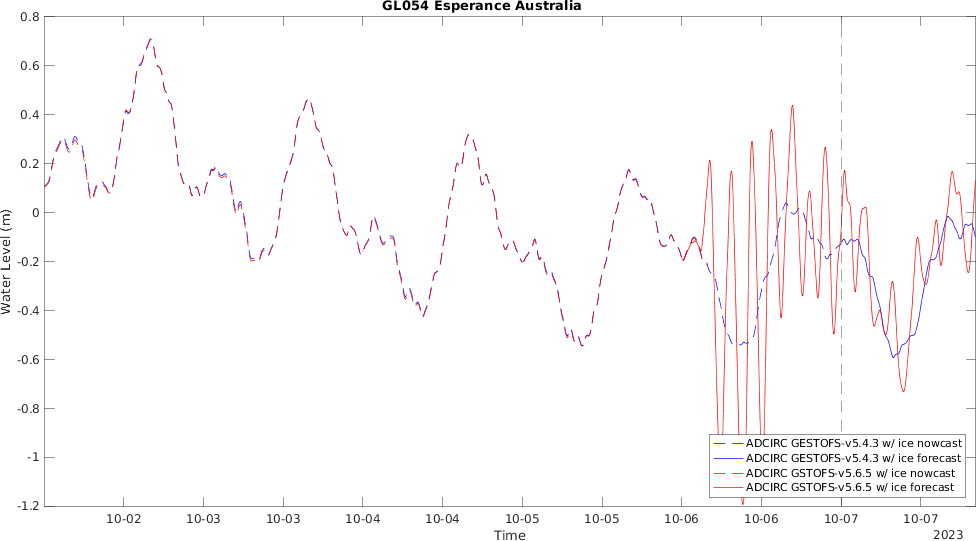 GL054 Esperance Australia
0.8
0.6
0.4
0.2
0
-0.2
-0.4
-0.6
-0.8
-1
-1.2
Water Level (m)
ADCIRC GESTOFS-v5.4.3 w/ ice nowcast
ADCIRC GESTOFS-v5.4.3 w/ ice forecast
ADCIRC GSTOFS-v5.6.5 w/ ice nowcast
ADCIRC GSTOFS-v5.6.5 w/ ice forecast
10-02 10-03 10-03 10-04 10-04 10-05 10-05 10-06 10-06 10-07 10-07
Time
2023